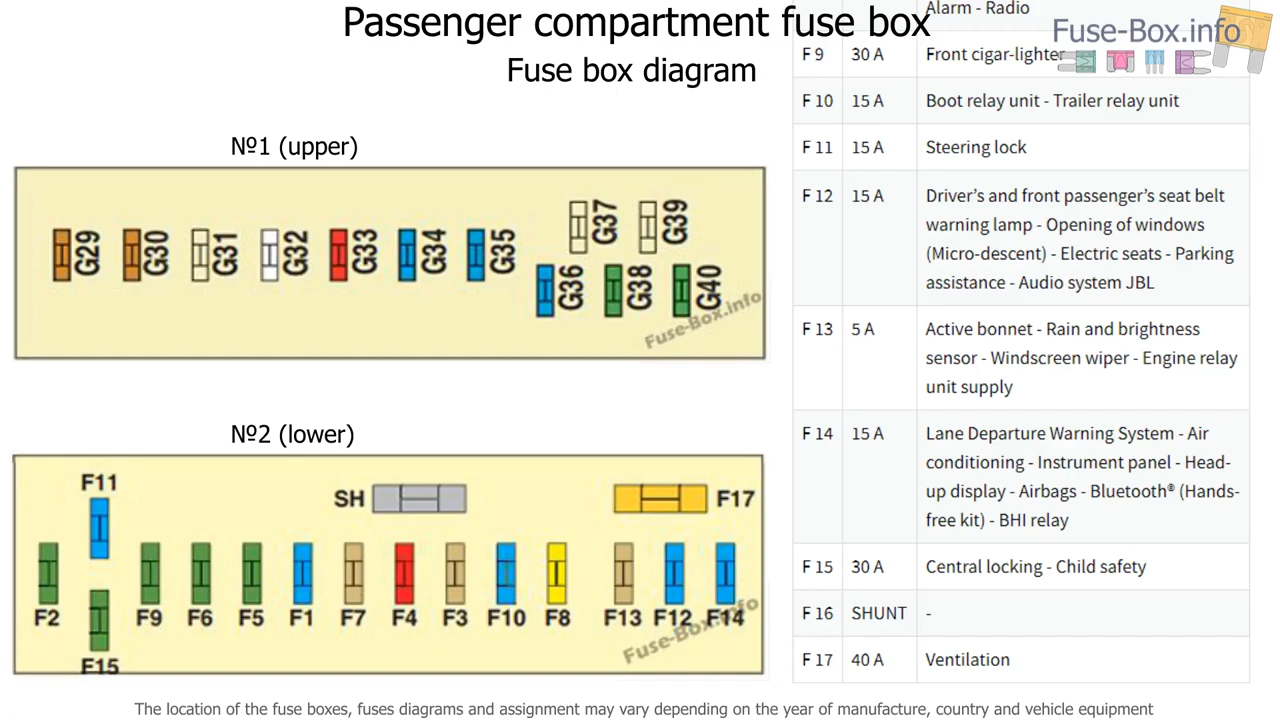 Passenger compartment fuse box
Fuse box diagram
Nº1 (upper)
G29 G30 G31 G32 G33 G34 G35 G36 G37 G38 G39 G40
Fuse-Box.info
Nº2 (lower)
F11
SH
F17
F2 F9 F6 F5 F1 F7 F4 F3 F10 F8 F13 F12 F14
F15
Fuse-Box.info
Alarm - Radio
Fuse-Box.info
F 9 30 A Front cigar-lighter
F 10 15 A Boot relay unit - Trailer relay unit
F 11 15 A Steering lock
F 12 15 A Driver’s and front passenger’s seat belt
warning lamp - Opening of windows
(Micro-descent) - Electric seats - Parking
assistance - Audio system JBL
F 13 5 A Active bonnet - Rain and brightness
sensor - Windscreen wiper - Engine relay
unit supply
F 14 15 A Lane Departure Warning System - Air
conditioning - Instrument panel - Head-
up display - Airbags - Bluetooth® (Hands-
free kit) - BHI relay
F 15 30 A Central locking - Child safety
F 16 SHUNT -
F 17 40 A Ventilation
The location of the fuse boxes, fuses diagrams and assignment may vary depending on the year of manufacture, country and vehicle equipment